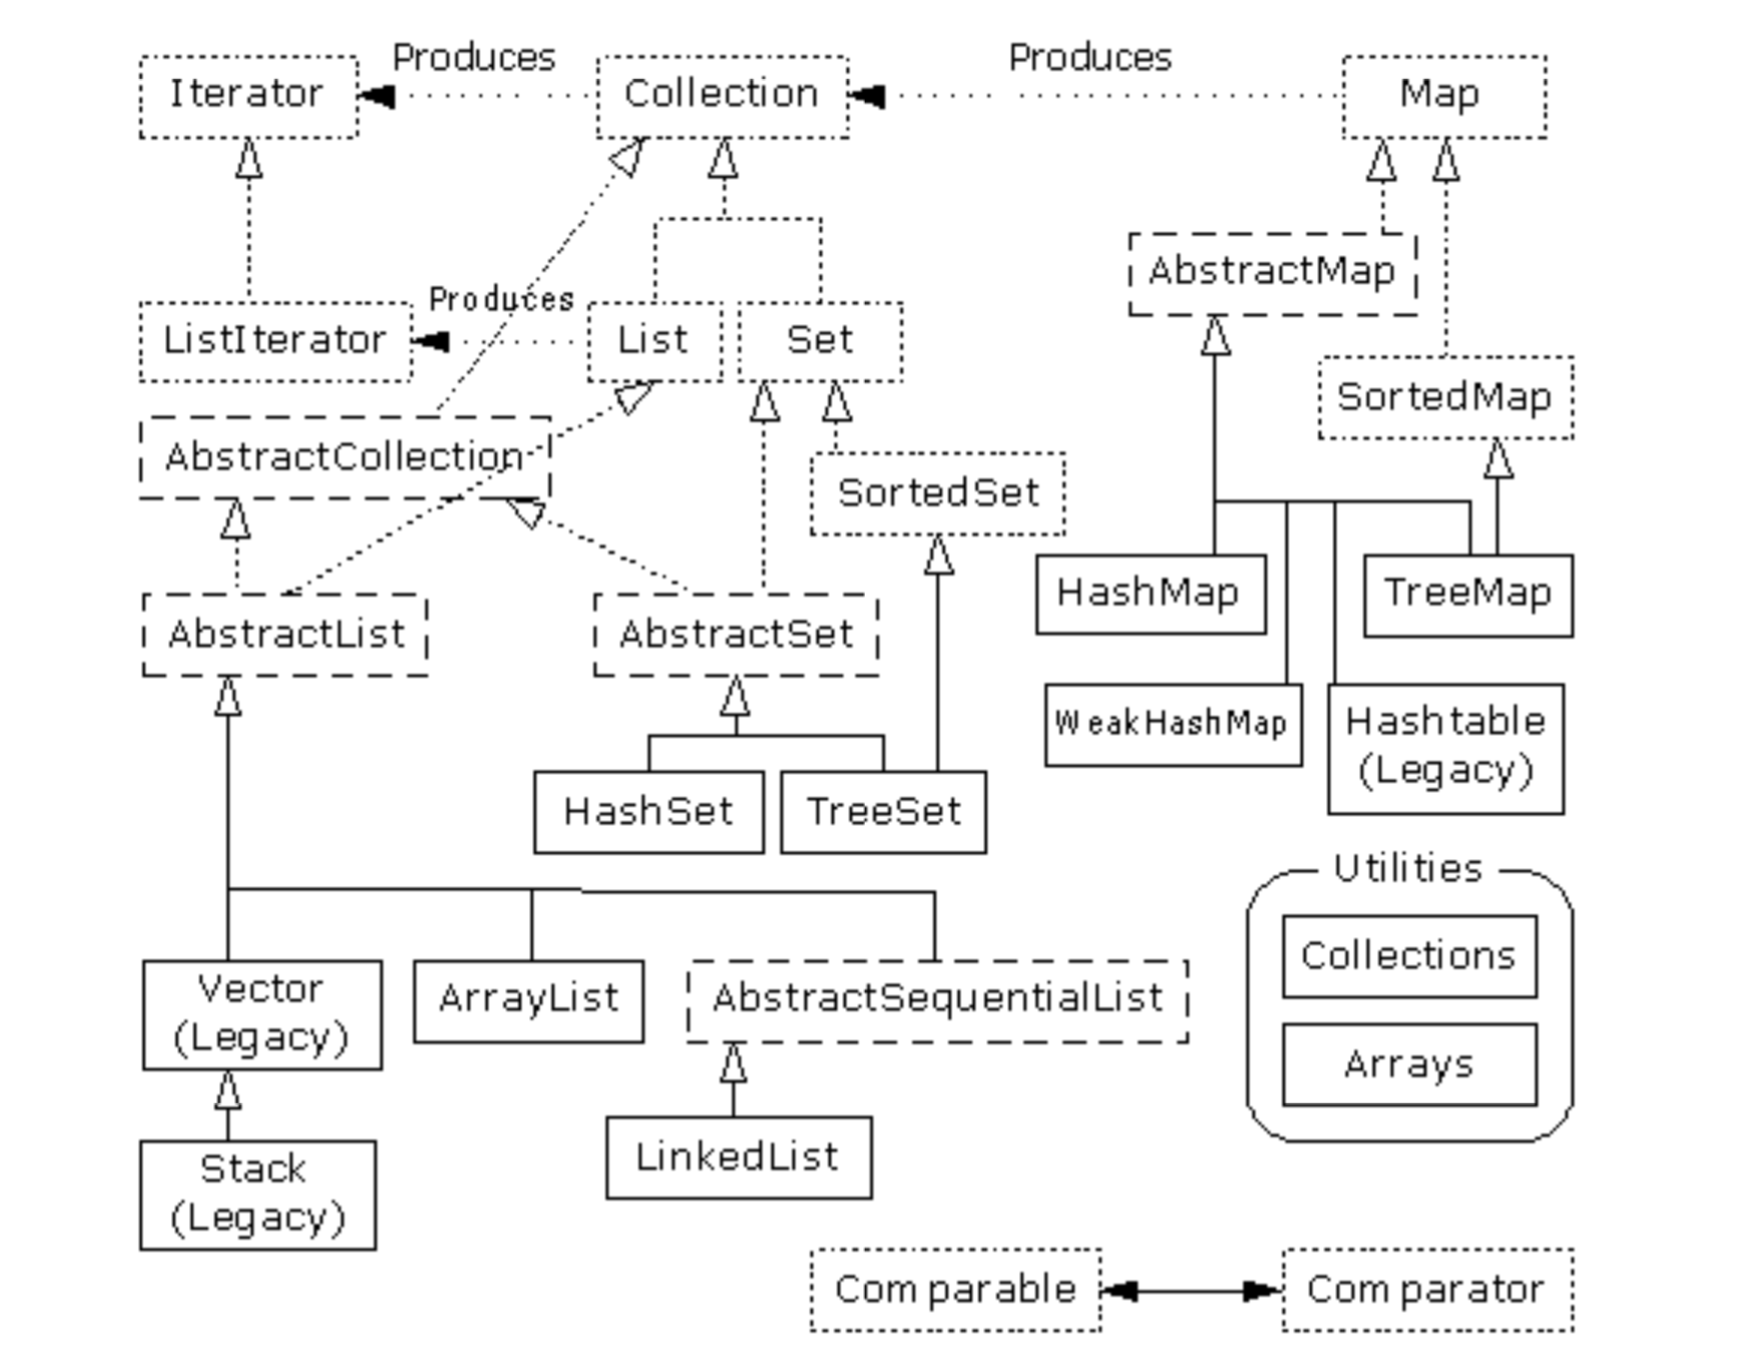 Produces
Produces
Iterator
Collection
Map
AbstractMap
Produces
ListIterator
List
Set
SortedMap
AbstractCollection
SortedSet
HashMap
TreeMap
AbstractList
AbstractSet
WeakHashMap
Hashtable
(Legacy)
HashSet
TreeSet
Utilities
Collections
Vector
(Legacy)
ArrayList
AbstractSequentialList
Arrays
LinkedList
Stack
(Legacy)
Comparable
Comparator